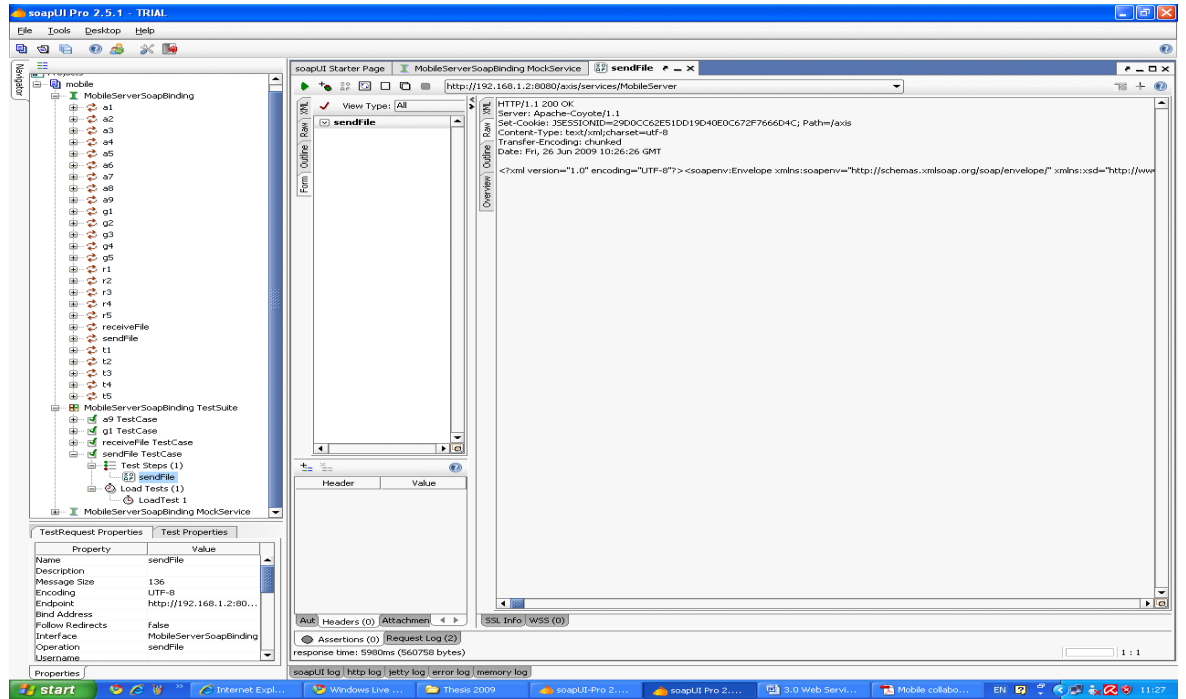 soapUI Pro 2.5.1 - TRIAL
File Tools Desktop Help
Navigator
mobile
MobileServerSoapBinding
a1
a2
a3
a4
a5
a6
a7
a8
a9
g1
g2
g3
g4
g5
r1
r2
r3
r4
r5
receiveFile
sendFile
t1
t2
t3
t4
t5
MobileServerSoapBinding TestSuite
a9 TestCase
g1 TestCase
receiveFile TestCase
sendFile TestCase
Test Steps (1)
sendFile
Load Tests (1)
LoadTest 1
MobileServerSoapBinding MockService
TestRequest Properties Test Properties
Property Value
Name sendFile
Description
Message Size 136
Encoding UTF-8
Endpoint http://192.168.1.2:80...
Bind Address
Follow Redirects false
Interface MobileServerSoapBinding
Operation sendFile
Username
Properties
soapUI Starter Page MobileServerSoapBinding MockService sendFile
http://192.168.1.2:8080/axis/services/MobileServer
XML
Raw
Outline
Form
View Type: All
sendFile
Header Value
Aut Headers (0) Attachmen
XML
Raw
Outline
Overview
HTTP/1.1 200 OK
Server: Apache-Coyote/1.1
Set-Cookie: JSESSIONID=29D0CC62E51DD19D40E0C672F7666D4C; Path=/axis
Content-Type: text/xml;charset=utf-8
Transfer-Encoding: chunked
Date: Fri, 26 Jun 2009 10:26:26 GMT
<?xml version="1.0" encoding="UTF-8"?><soapenv:Envelope xmlns:soapenv="http://schemas.xmlsoap.org/soap/envelope/" xmlns:xsd="http://www
SSL Info WSS (0)
Assertions (0) Request Log (2)
response time: 5980ms (560758 bytes) 1 : 1
soapUI log http log jetty log error log memory log
start Internet Expl... Windows Live ... Thesis 2009 soapUI-Pro 2.... soapUI Pro 2.... 3.0 Web Servi... Mobile collabo... EN 11:27